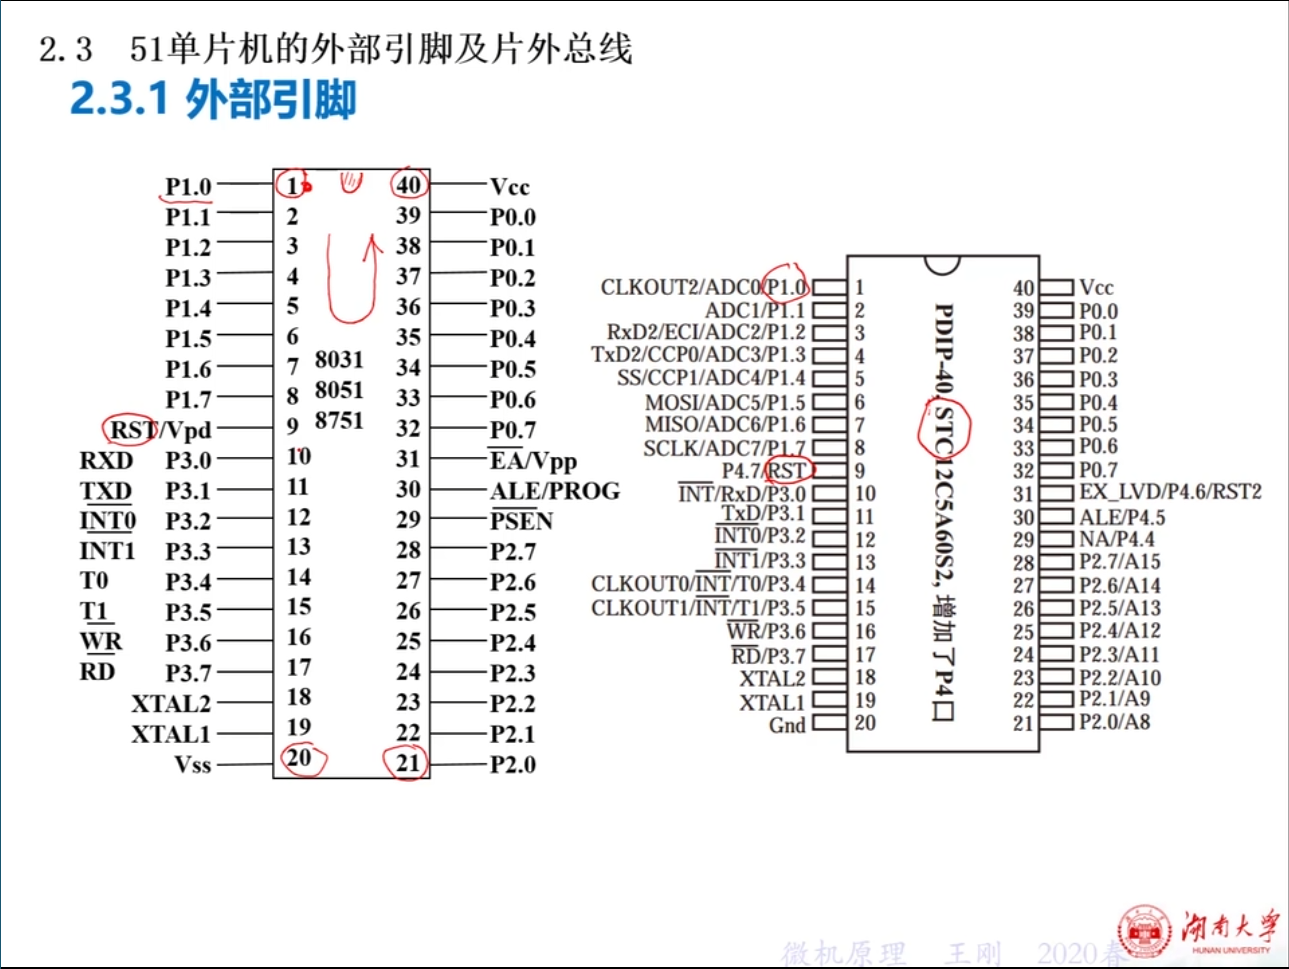 2.3 51单片机的外部引脚及片外总线
2.3.1 外部引脚
P1.0 1 40 Vcc
P1.1 2 39 P0.0
P1.2 3 38 P0.1
P1.3 4 37 P0.2
P1.4 5 36 P0.3
P1.5 6 35 P0.4
P1.6 7 8031 34 P0.5
P1.7 8 8051 33 P0.6
RST/Vpd 9 8751 32 P0.7
RXD P3.0 10 31 EA/Vpp
TXD P3.1 11 30 ALE/PROG
INT0 P3.2 12 29 PSEN
INT1 P3.3 13 28 P2.7
T0 P3.4 14 27 P2.6
T1 P3.5 15 26 P2.5
WR P3.6 16 25 P2.4
RD P3.7 17 24 P2.3
XTAL2 18 23 P2.2
XTAL1 19 22 P2.1
Vss 20 21 P2.0
CLKOUT2/ADC0/P1.0 1 40 Vcc
ADC1/P1.1 2 39 P0.0
RxD2/ECI/ADC2/P1.2 3 38 P0.1
TxD2/CCP0/ADC3/P1.3 4 37 P0.2
SS/CCP1/ADC4/P1.4 5 36 P0.3
MOSI/ADC5/P1.5 6 35 P0.4
MISO/ADC6/P1.6 7 34 P0.5
SCLK/ADC7/P1.7 8 33 P0.6
P4.7/RST 9 32 P0.7
INT/RxD/P3.0 10 31 EX_LVD/P4.6/RST2
TxD/P3.1 11 30 ALE/P4.5
INT0/P3.2 12 29 NA/P4.4
INT1/P3.3 13 28 P2.7/A15
CLKOUT0/INT/T0/P3.4 14 27 P2.6/A14
CLKOUT1/INT/T1/P3.5 15 26 P2.5/A13
WR/P3.6 16 25 P2.4/A12
RD/P3.7 17 24 P2.3/A11
XTAL2 18 23 P2.2/A10
XTAL1 19 22 P2.1/A9
Gnd 20 21 P2.0/A8
PDIP-40, STC12C5A60S2, 增加了P4口
湖南大学
HUNAN UNIVERSITY
微机原理 王刚 2020春